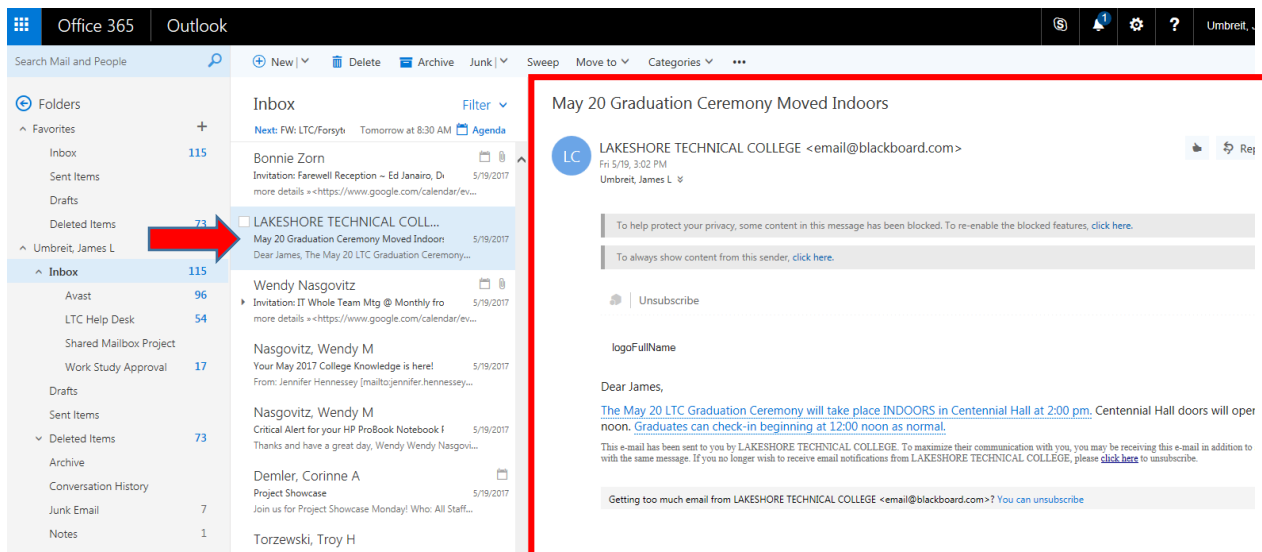 Office 365 Outlook 1 ? Umbreit, J
Search Mail and People
New Delete Archive Junk Sweep Move to Categories •••
Folders
Favorites +
Inbox 115
Sent Items
Drafts
Deleted Items 73
Umbreit, James L
Inbox 115
Avast 96
LTC Help Desk 54
Shared Mailbox Project
Work Study Approval 17
Drafts
Sent Items
Deleted Items 73
Archive
Conversation History
Junk Email 7
Notes 1
Inbox Filter
Next: FW: LTC/Forsyt Tomorrow at 8:30 AM Agenda
Bonnie Zorn
Invitation: Farewell Reception ~ Ed Janairo, D 5/19/2017
more details »<https://www.google.com/calendar/ev...
LAKESHORE TECHNICAL COLL...
May 20 Graduation Ceremony Moved Indoors 5/19/2017
Dear James, The May 20 LTC Graduation Ceremony...
Wendy Nasgovitz
Invitation: IT Whole Team Mtg @ Monthly fro 5/19/2017
more details »<https://www.google.com/calendar/ev...
Nasgovitz, Wendy M
Your May 2017 College Knowledge is here! 5/19/2017
From: Jennifer Hennessey [mailto:jennifer.hennessey...
Nasgovitz, Wendy M
Critical Alert for your HP ProBook Notebook 5/19/2017
Thanks and have a great day, Wendy Wendy Nasgovi...
Demler, Corinne A
Project Showcase 5/19/2017
Join us for Project Showcase Monday! Who: All Staff...
Torzewski, Troy H
May 20 Graduation Ceremony Moved Indoors
LC
LAKESHORE TECHNICAL COLLEGE <email@blackboard.com>
Rep
Fri 5/19, 3:02 PM
Umbreit, James L
To help protect your privacy, some content in this message has been blocked. To re-enable the blocked features, click here.
To always show content from this sender, click here.
Unsubscribe
logoFullName
Dear James,
The May 20 LTC Graduation Ceremony will take place INDOORS in Centennial Hall at 2:00 pm. Centennial Hall doors will oper
noon. Graduates can check-in beginning at 12:00 noon as normal.
This e-mail has been sent to you by LAKESHORE TECHNICAL COLLEGE. To maximize their communication with you, you may be receiving this e-mail in addition to
with the same message. If you no longer wish to receive email notifications from LAKESHORE TECHNICAL COLLEGE, please click here to unsubscribe.
Getting too much email from LAKESHORE TECHNICAL COLLEGE <email@blackboard.com>? You can unsubscribe